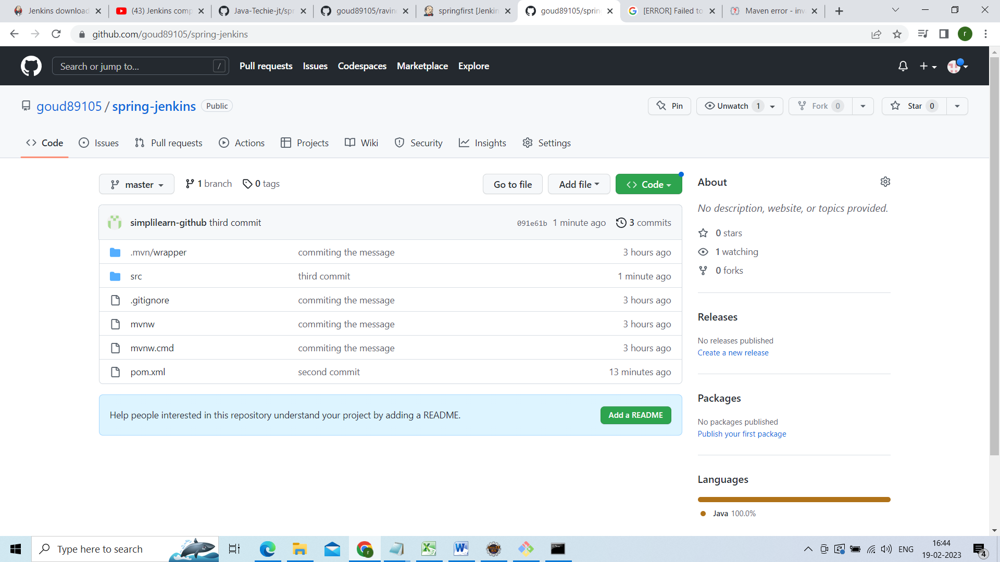 Jenkins download
(43) Jenkins comp
Java-Techie-jt/spr
goud89105/ravin
springfirst [Jenkin
goud89105/sprin
[ERROR] Failed to
Maven error - inv
github.com/goud89105/spring-jenkins
r
Search or jump to...
/
Pull requests
Issues
Codespaces
Marketplace
Explore
goud89105 / spring-jenkins
Public
Pin
Unwatch 1
Fork 0
Star 0
Code
Issues
Pull requests
Actions
Projects
Wiki
Security
Insights
Settings
master
1 branch
0 tags
Go to file
Add file
Code
simplilearn-github third commit
091e61b 1 minute ago
3 commits
.mvn/wrapper
commiting the message
3 hours ago
src
third commit
1 minute ago
.gitignore
commiting the message
3 hours ago
mvnw
commiting the message
3 hours ago
mvnw.cmd
commiting the message
3 hours ago
pom.xml
second commit
13 minutes ago
Help people interested in this repository understand your project by adding a README.
Add a README
About
No description, website, or topics provided.
0 stars
1 watching
0 forks
Releases
No releases published
Create a new release
Packages
No packages published
Publish your first package
Languages
Java 100.0%
Type here to search
ENG
16:44
19-02-2023
4